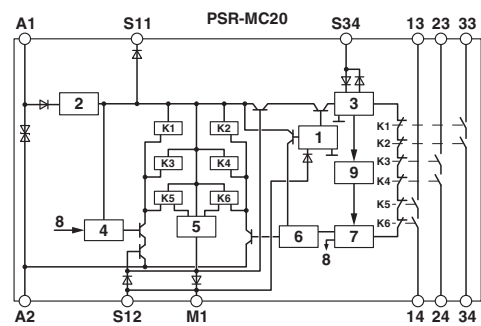 PSR-MC20
A1 S11 S34 13 23 33
2 3
K1 K2 1 K1
K2
K3 K4 K3
9
K4
K5 K6 K5
8 4 5 6 7 K6
8
A2 S12 M1 14 24 34